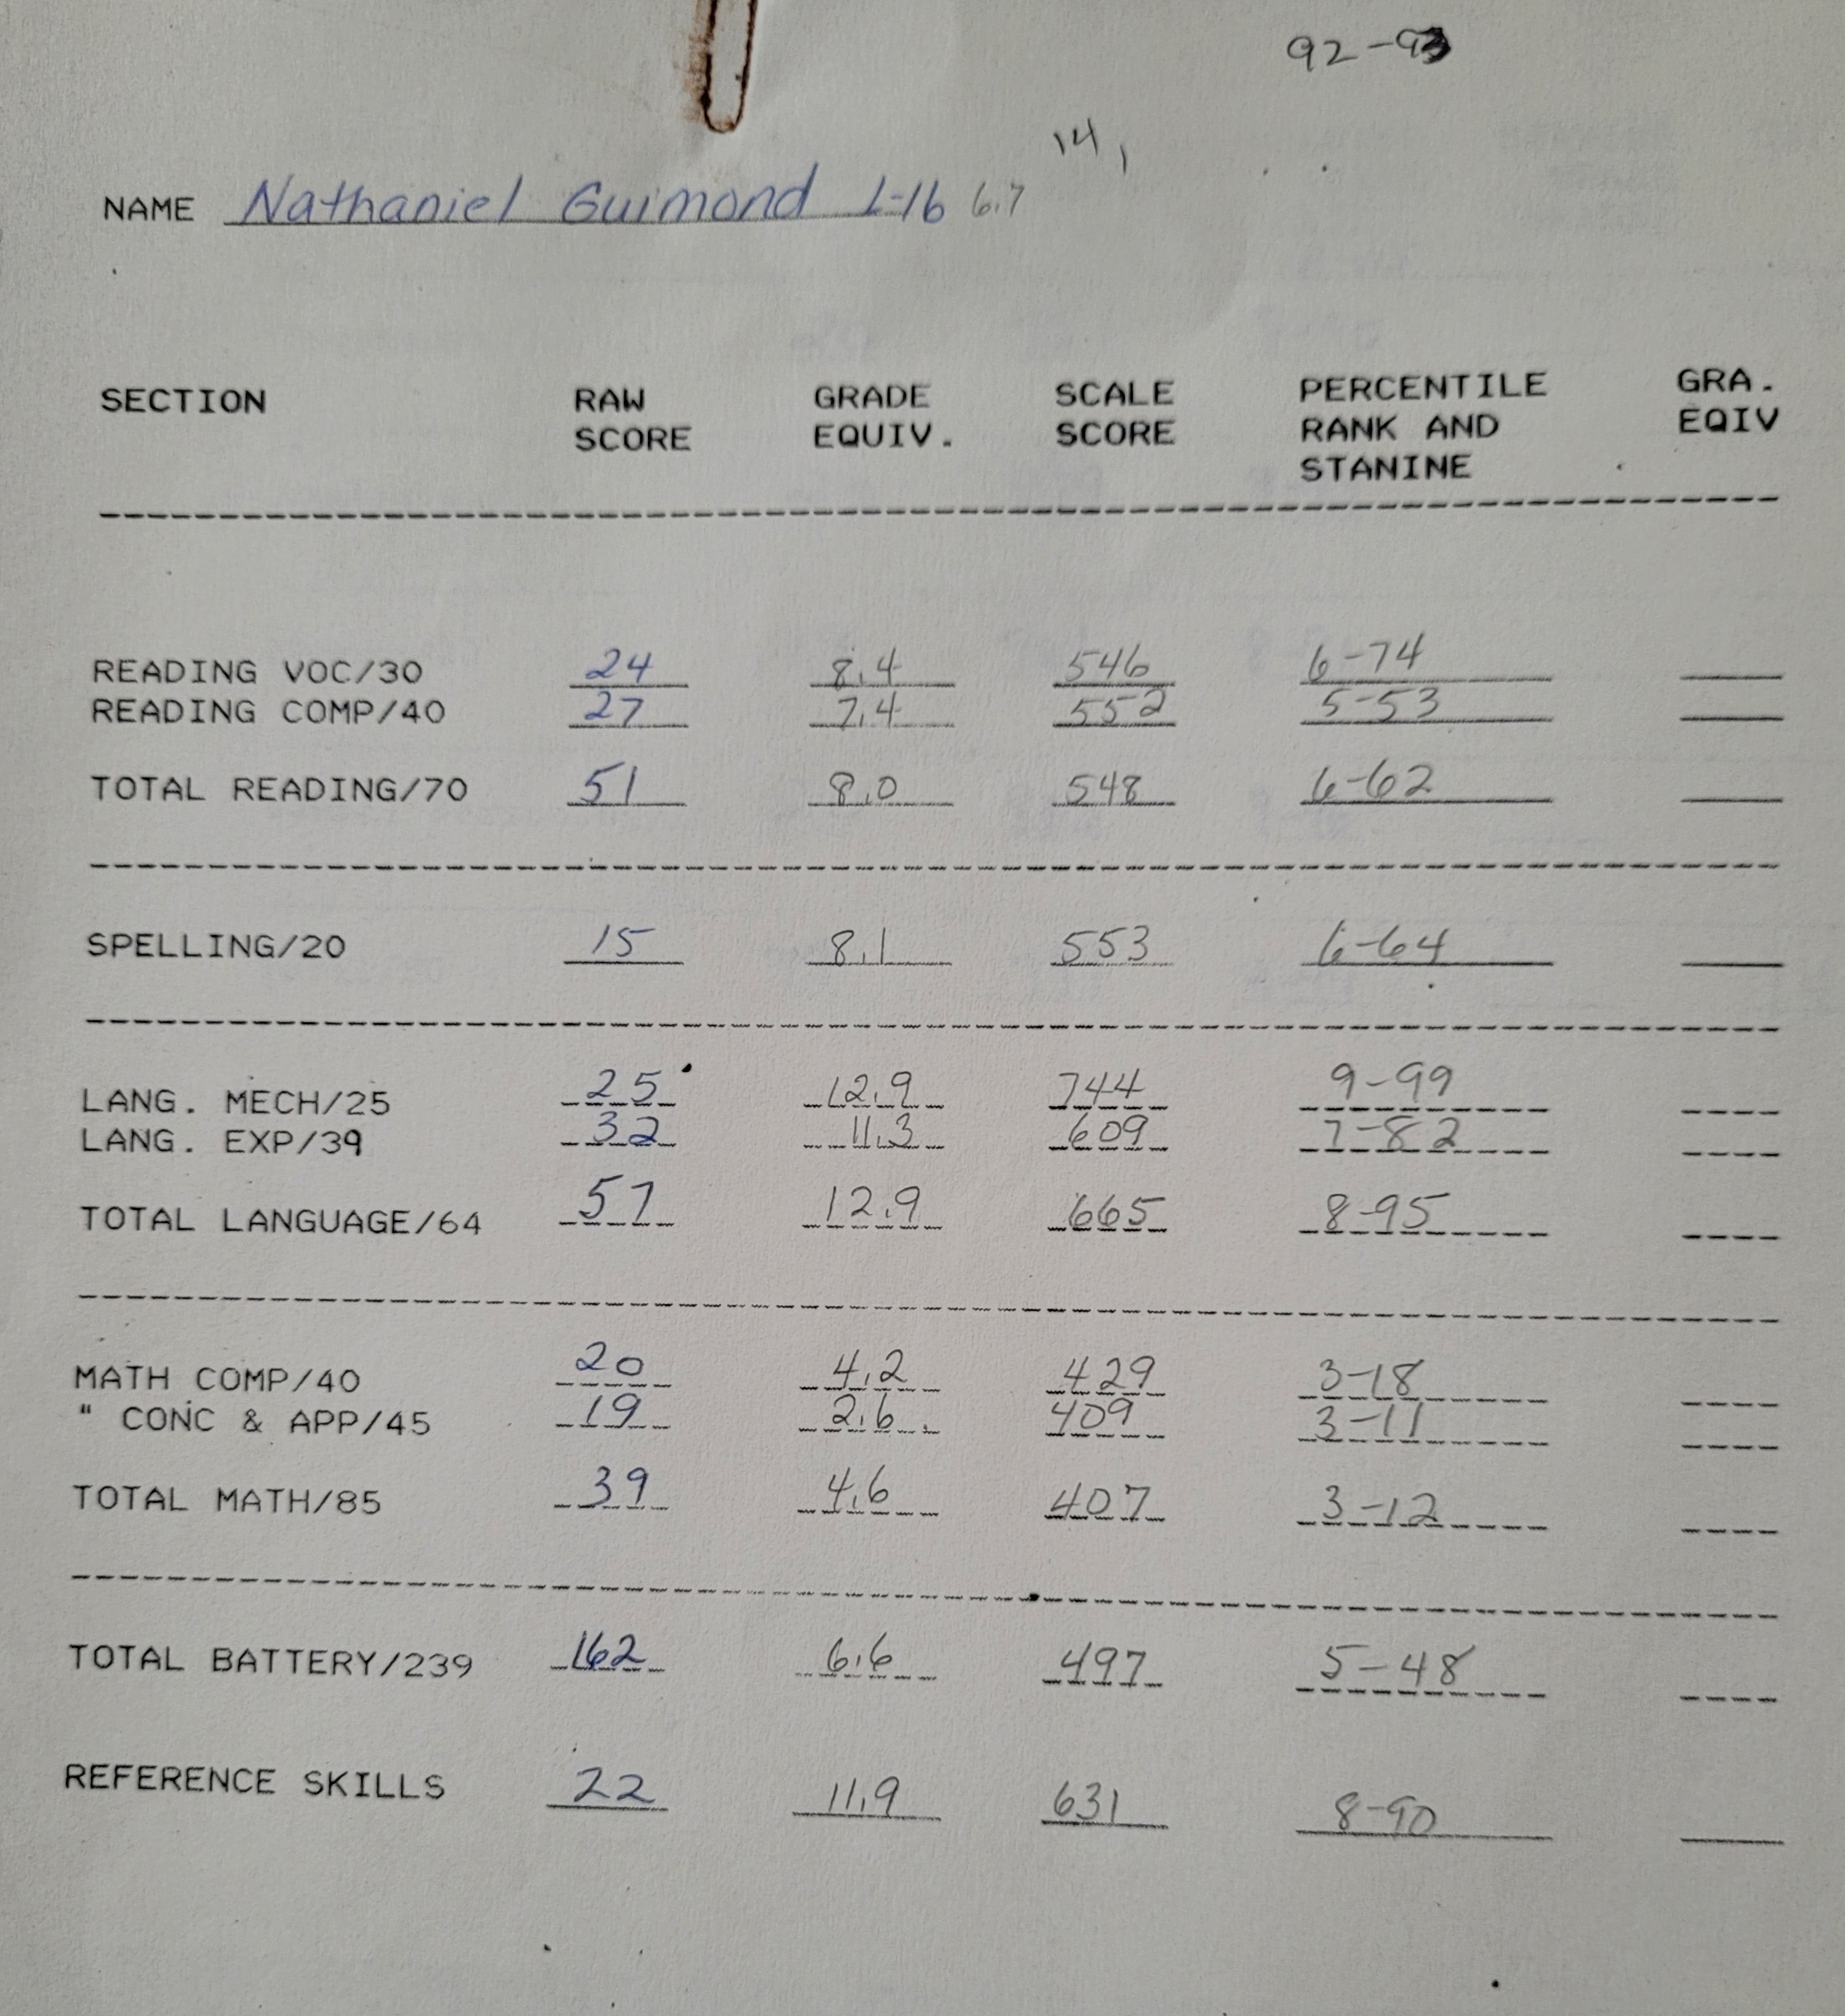 92-93
14,
NAME Nathaniel Guimond L-16 6.7
SECTION RAW SCORE GRADE EQUIV. SCALE SCORE PERCENTILE RANK AND STANINE GRA. EQIV
READING VOC/30 24 8.4 546 6-74
READING COMP/40 27 7.4 552 5-53
TOTAL READING/70 51 8.0 548 6-62
SPELLING/20 15 8.1 553 6-64
LANG. MECH/25 25 12.9 744 9-99
LANG. EXP/39 32 11.3 609 7-82
TOTAL LANGUAGE/64 57 12.9 665 8-95
MATH COMP/40 20 4.2 429 3-18
" CONC & APP/45 19 2.6 409 3-11
TOTAL MATH/85 39 4.6 407 3-12
TOTAL BATTERY/239 162 6.6 497 5-48
REFERENCE SKILLS 22 11.9 631 8-90